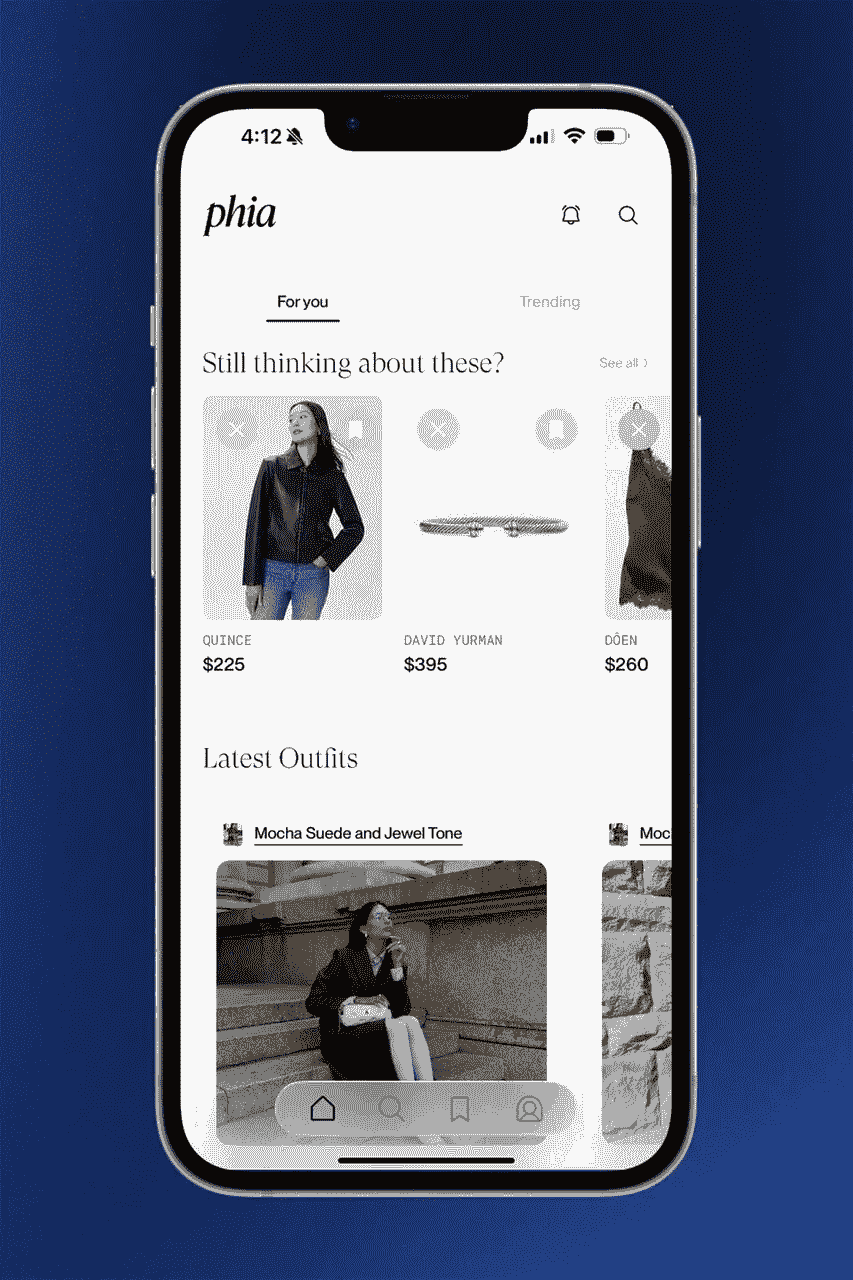 4:12
phia
For you
Trending
Still thinking about these?
See all
QUINCE
DAVID YURMAN
DÔEN
$225
$395
$260
Latest Outfits
Mocha Suede and Jewel Tone
Moc